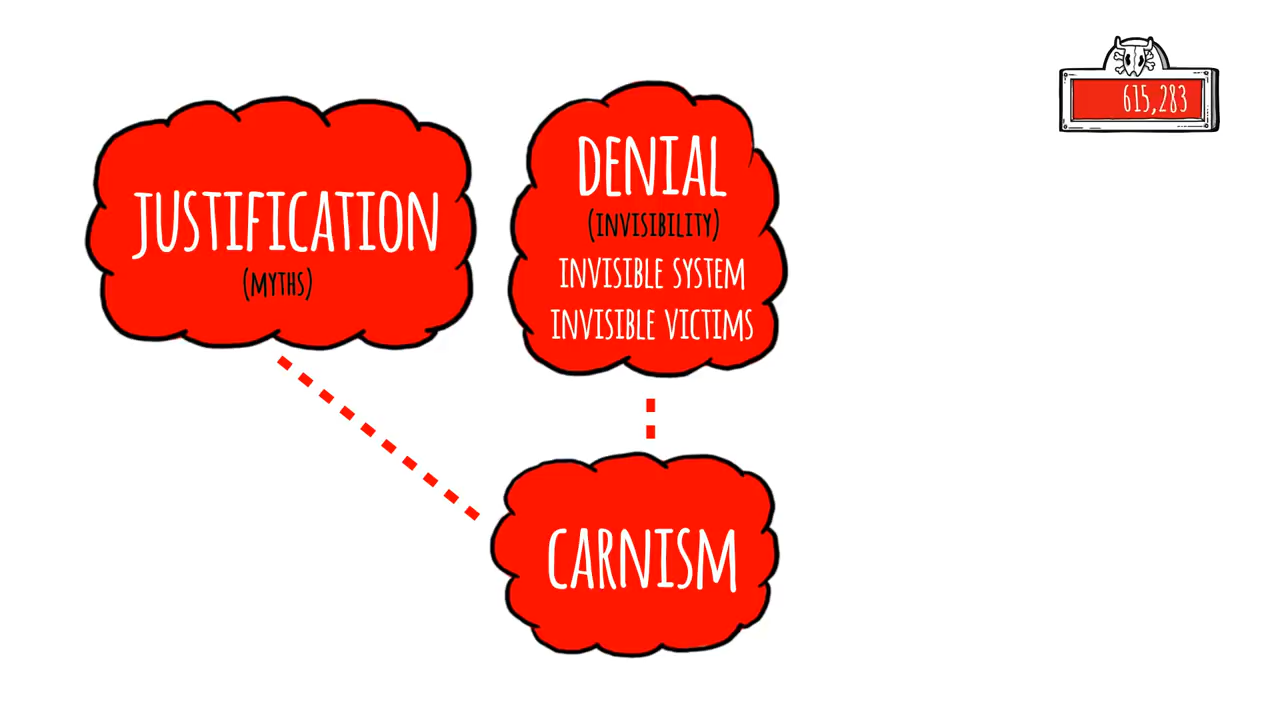 JUSTIFICATION
(MYTHS)
DENIAL
(INVISIBILITY)
INVISIBLE SYSTEM
INVISIBLE VICTIMS
CARNISM
615,283